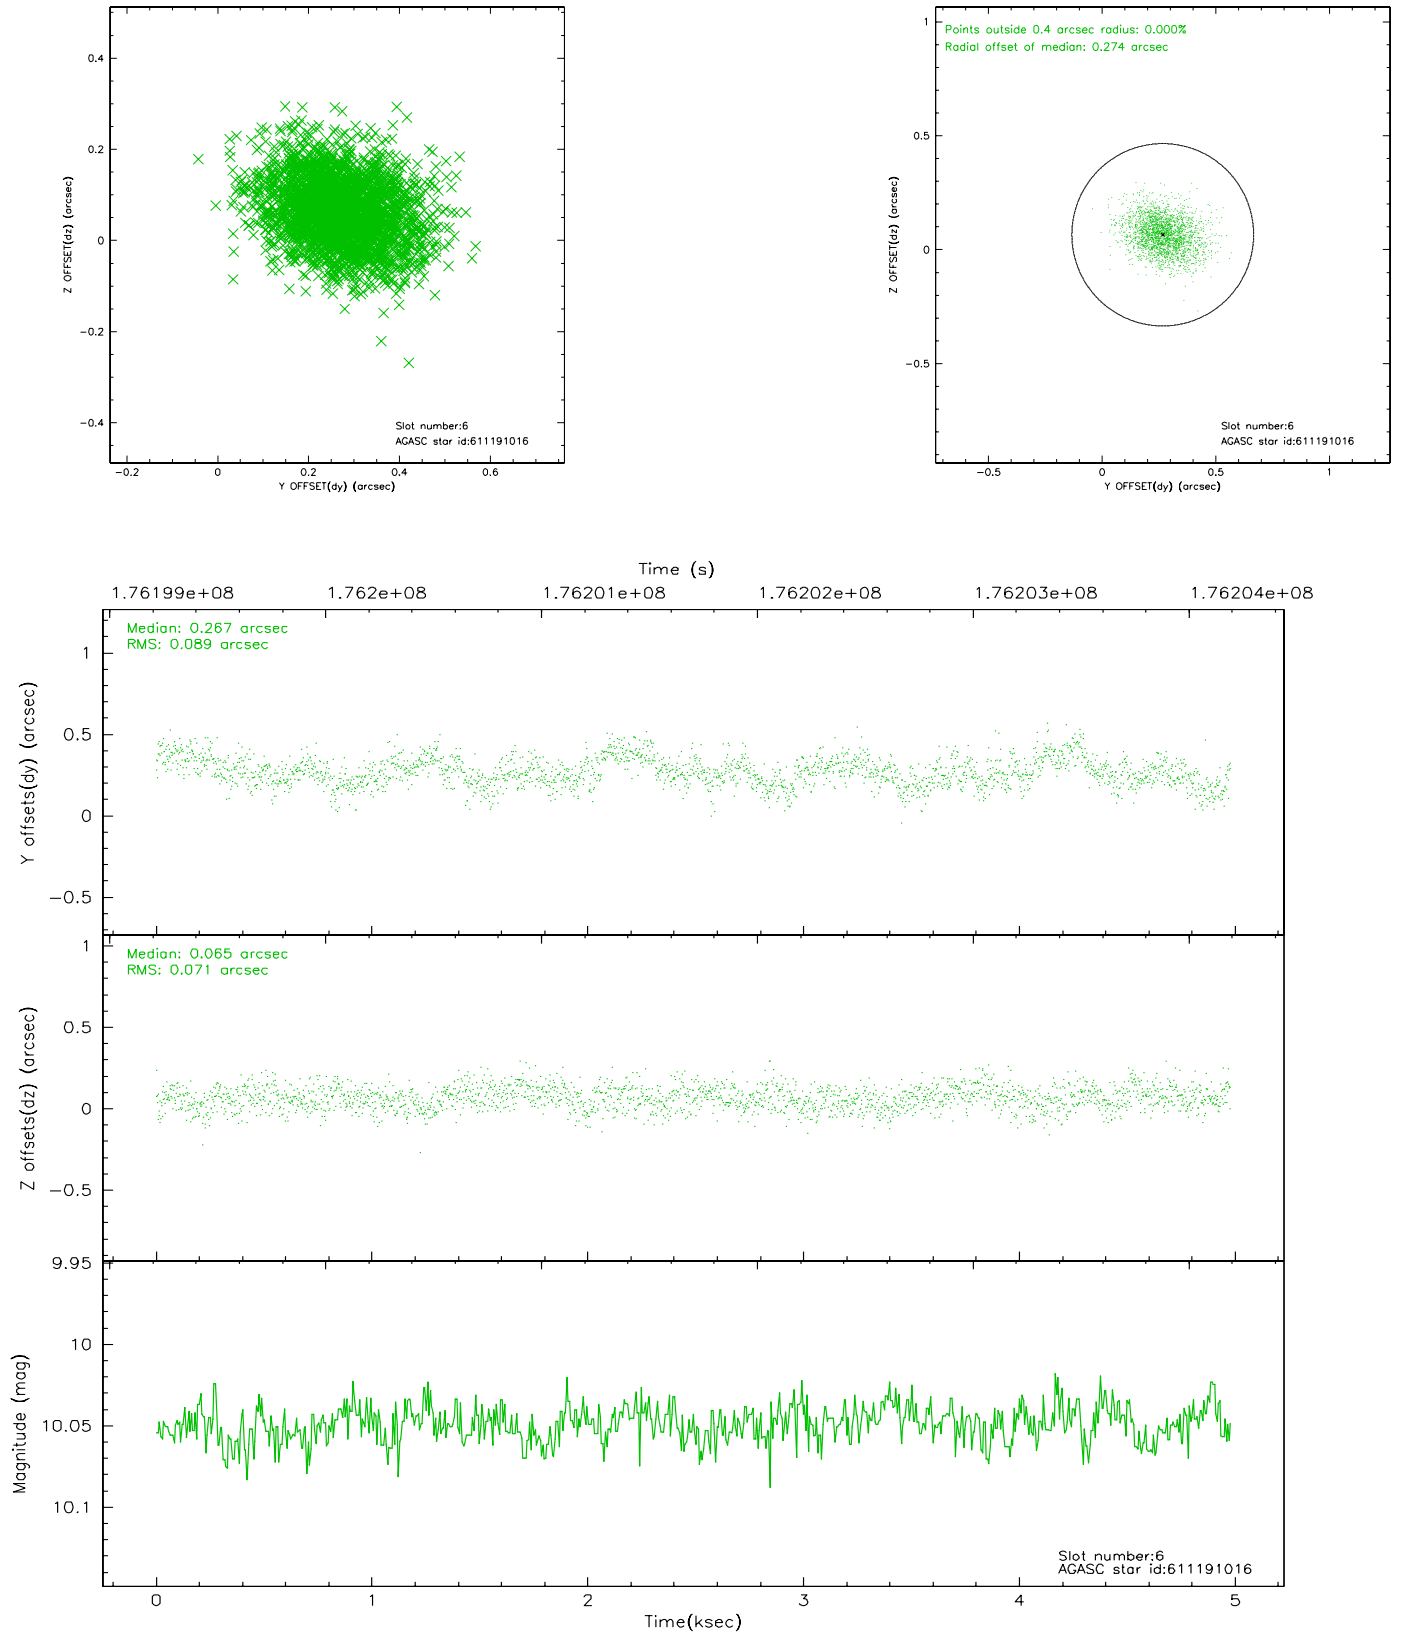 0.4
0.2
0
−0.2
−0.4
Z OFFSET(dz) (arcsec)
−0.2 0 0.2 0.4 0.6
Y OFFSET(dy) (arcsec)
Slot number:6
AGASC star id:611191016
Points outside 0.4 arcsec radius: 0.000%
Radial offset of median: 0.274 arcsec
1
0.5
0
−0.5
Z OFFSET(dz) (arcsec)
−0.5 0 0.5 1
Y OFFSET(dy) (arcsec)
Slot number:6
AGASC star id:611191016
Time (s)
1.76199e+08 1.762e+08 1.76201e+08 1.76202e+08 1.76203e+08 1.76204e+08
Median: 0.267 arcsec
RMS: 0.089 arcsec
1
0.5
0
−0.5
Y offsets(dy) (arcsec)
Median: 0.065 arcsec
RMS: 0.071 arcsec
1
0.5
0
−0.5
Z offsets(dz) (arcsec)
9.95
10
10.05
10.1
Magnitude (mag)
Slot number:6
AGASC star id:611191016
0 1 2 3 4 5
Time(ksec)